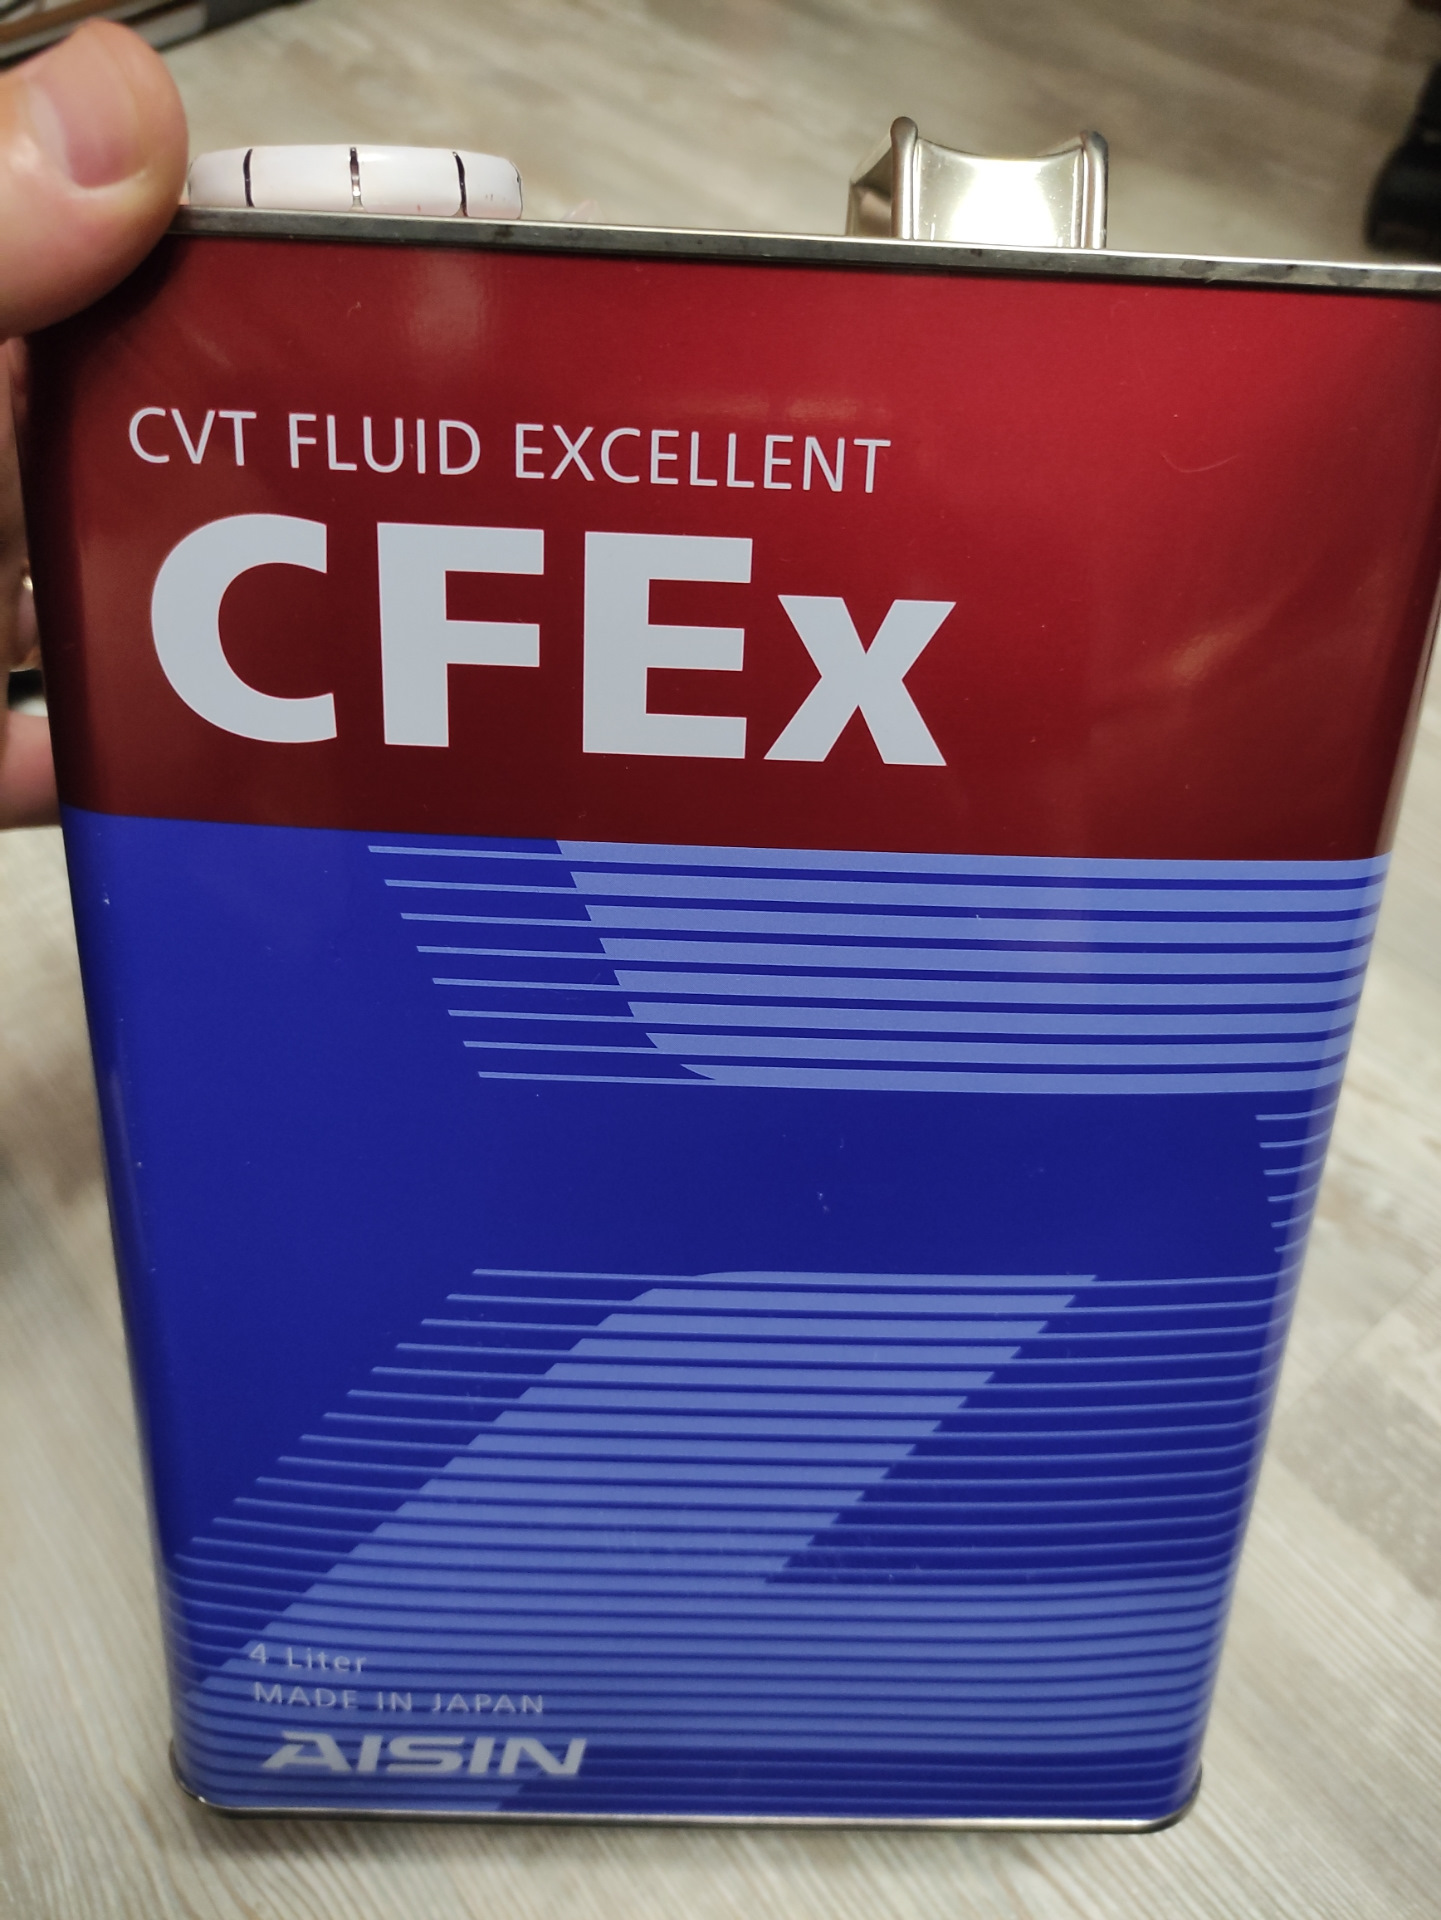 CVT FLUID EXCELLENT
CFEx
4 Liter
MADE IN JAPAN
AISIN